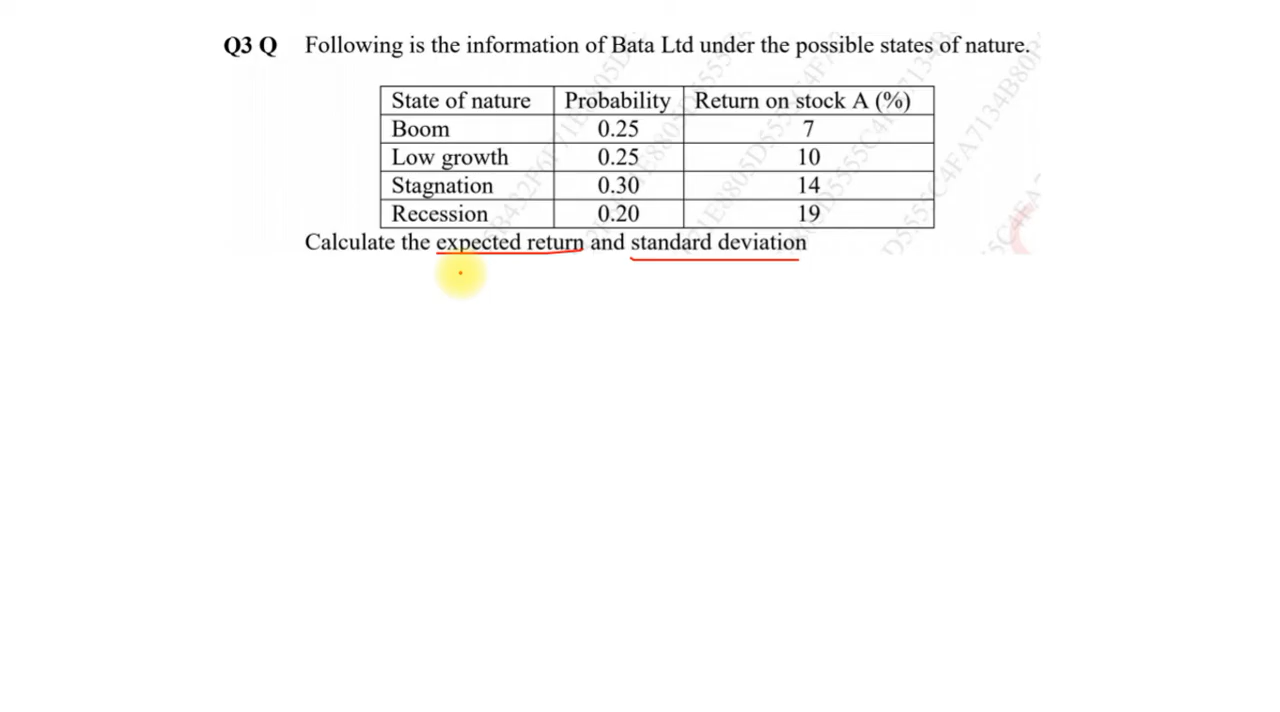 Q3 Q Following is the information of Bata Ltd under the possible states of nature.
State of nature Probability Return on stock A (%)
Boom 0.25 7
Low growth 0.25 10
Stagnation 0.30 14
Recession 0.20 19
Calculate the expected return and standard deviation